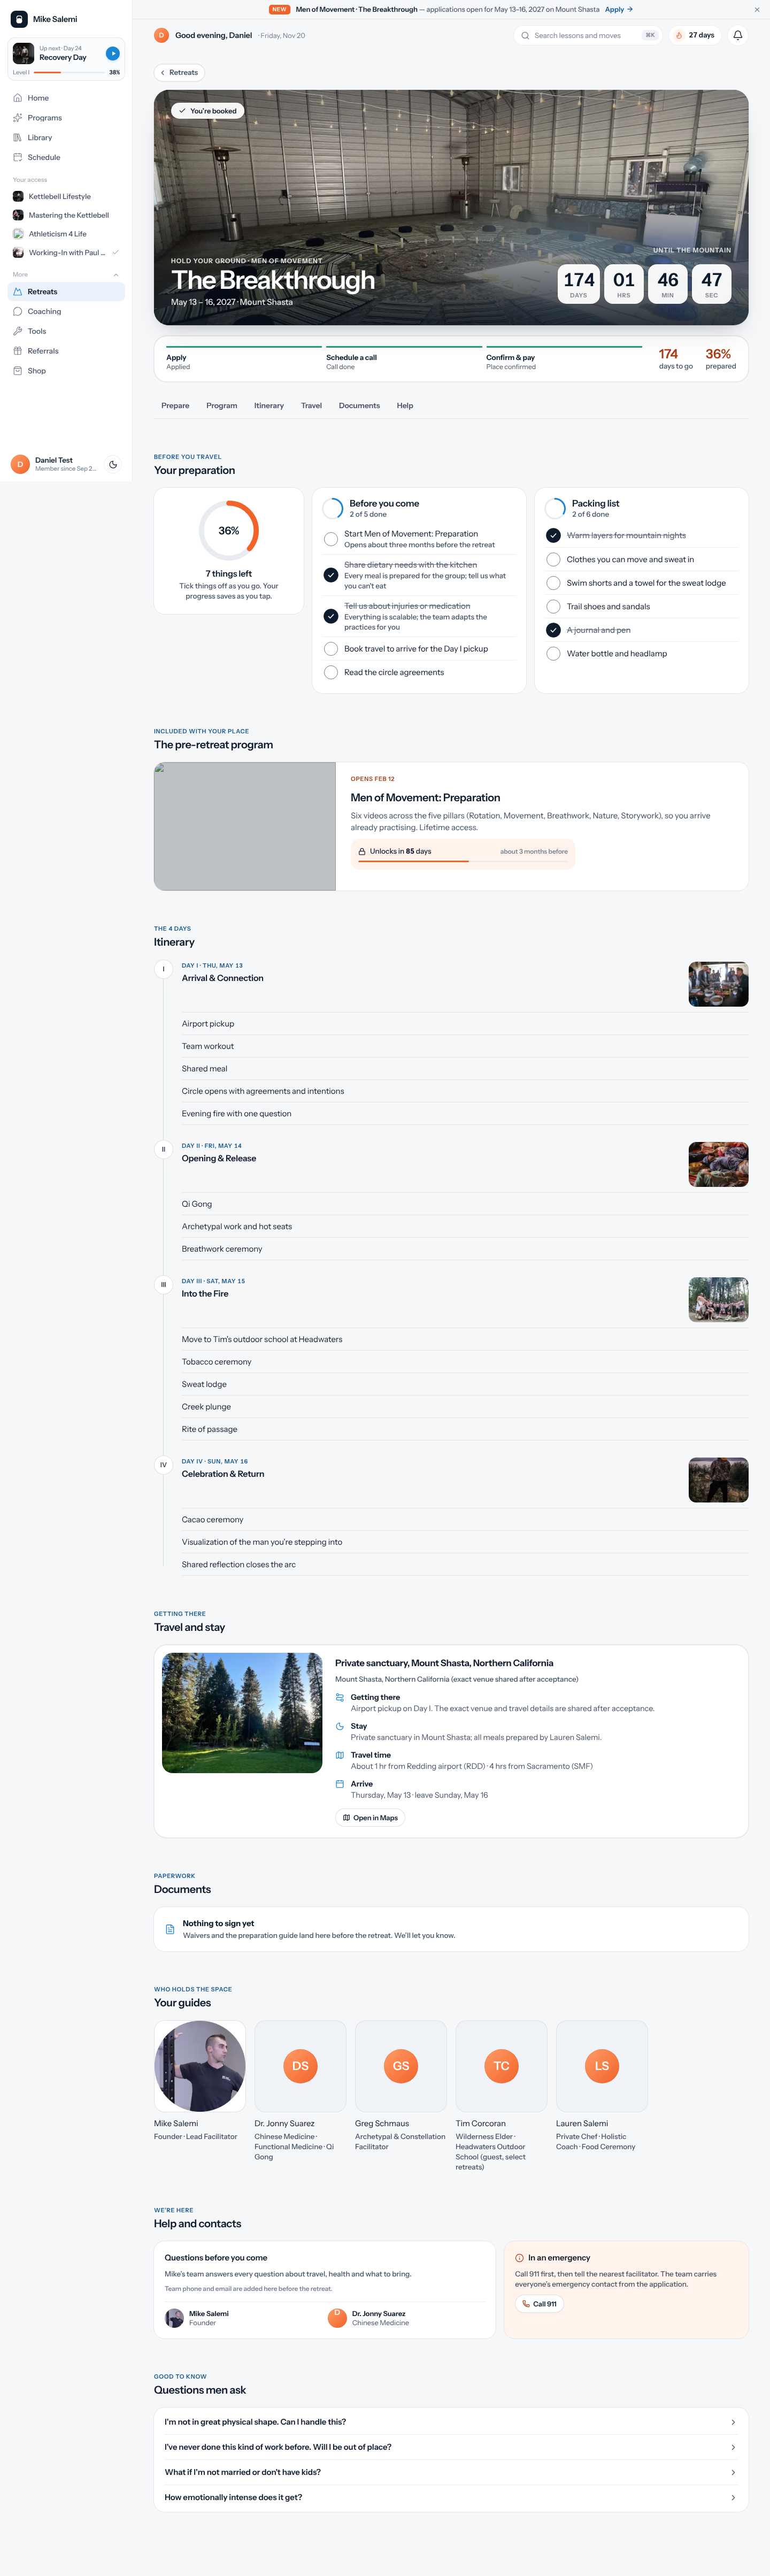 NEW Men of Movement · The Breakthrough — applications open for May 13–16, 2027 on Mount Shasta Apply →
Mike Salemi
Up next · Day 24
Recovery Day
Level I 38%
Home
Programs
Library
Schedule
Your access
Kettlebell Lifestyle
Mastering the Kettlebell
Athleticism 4 Life
Working-In with Paul ...
More
Retreats
Coaching
Tools
Referrals
Shop
D
Daniel Test
Member since Sep 2...
D Good evening, Daniel · Friday, Nov 20
Search lessons and moves ⌘K
27 days
Retreats
You're booked
HOLD YOUR GROUND · MEN OF MOVEMENT
The Breakthrough
May 13 – 16, 2027 · Mount Shasta
UNTIL THE MOUNTAIN
174 01 46 47
DAYS HRS MIN SEC
Apply
Applied
Schedule a call
Call done
Confirm & pay
Place confirmed
174
days to go
36%
prepared
Prepare Program Itinerary Travel Documents Help
BEFORE YOU TRAVEL
Your preparation
36%
7 things left
Tick things off as you go. Your
progress saves as you tap.
Before you come
2 of 5 done
Start Men of Movement: Preparation
Opens about three months before the retreat
Share dietary needs with the kitchen
Every meal is prepared for the group; tell us what
you can't eat
Tell us about injuries or medication
Everything is scalable; the team adapts the
practices for you
Book travel to arrive for the Day I pickup
Read the circle agreements
Packing list
2 of 6 done
Warm layers for mountain nights
Clothes you can move and sweat in
Swim shorts and a towel for the sweat lodge
Trail shoes and sandals
A journal and pen
Water bottle and headlamp
INCLUDED WITH YOUR PLACE
The pre-retreat program
OPENS FEB 12
Men of Movement: Preparation
Six videos across the five pillars (Rotation, Movement, Breathwork, Nature, Storywork), so you arrive
already practising. Lifetime access.
Unlocks in 85 days about 3 months before
THE 4 DAYS
Itinerary
I
DAY I · THU, MAY 13
Arrival & Connection
Airport pickup
Team workout
Shared meal
Circle opens with agreements and intentions
Evening fire with one question
II
DAY II · FRI, MAY 14
Opening & Release
Qi Gong
Archetypal work and hot seats
Breathwork ceremony
III
DAY III · SAT, MAY 15
Into the Fire
Move to Tim's outdoor school at Headwaters
Tobacco ceremony
Sweat lodge
Creek plunge
Rite of passage
IV
DAY IV · SUN, MAY 16
Celebration & Return
Cacao ceremony
Visualization of the man you're stepping into
Shared reflection closes the arc
GETTING THERE
Travel and stay
Private sanctuary, Mount Shasta, Northern California
Mount Shasta, Northern California (exact venue shared after acceptance)
Getting there
Airport pickup on Day I. The exact venue and travel details are shared after acceptance.
Stay
Private sanctuary in Mount Shasta; all meals prepared by Lauren Salemi.
Travel time
About 1 hr from Redding airport (RDD) · 4 hrs from Sacramento (SMF)
Arrive
Thursday, May 13 · leave Sunday, May 16
Open in Maps
PAPERWORK
Documents
Nothing to sign yet
Waivers and the preparation guide land here before the retreat. We'll let you know.
WHO HOLDS THE SPACE
Your guides
DS GS TC LS
Mike Salemi
Founder · Lead Facilitator
Dr. Jonny Suarez
Chinese Medicine ·
Functional Medicine · Qi
Gong
Greg Schmaus
Archetypal & Constellation
Facilitator
Tim Corcoran
Wilderness Elder ·
Headwaters Outdoor
School (guest, select
retreats)
Lauren Salemi
Private Chef · Holistic
Coach · Food Ceremony
WE'RE HERE
Help and contacts
Questions before you come
Mike's team answers every question about travel, health and what to bring.
Team phone and email are added here before the retreat.
Mike Salemi
Founder
D
Dr. Jonny Suarez
Chinese Medicine
In an emergency
Call 911 first, then tell the nearest facilitator. The team carries
everyone's emergency contact from the application.
Call 911
GOOD TO KNOW
Questions men ask
I'm not in great physical shape. Can I handle this?
I've never done this kind of work before. Will I be out of place?
What if I'm not married or don't have kids?
How emotionally intense does it get?